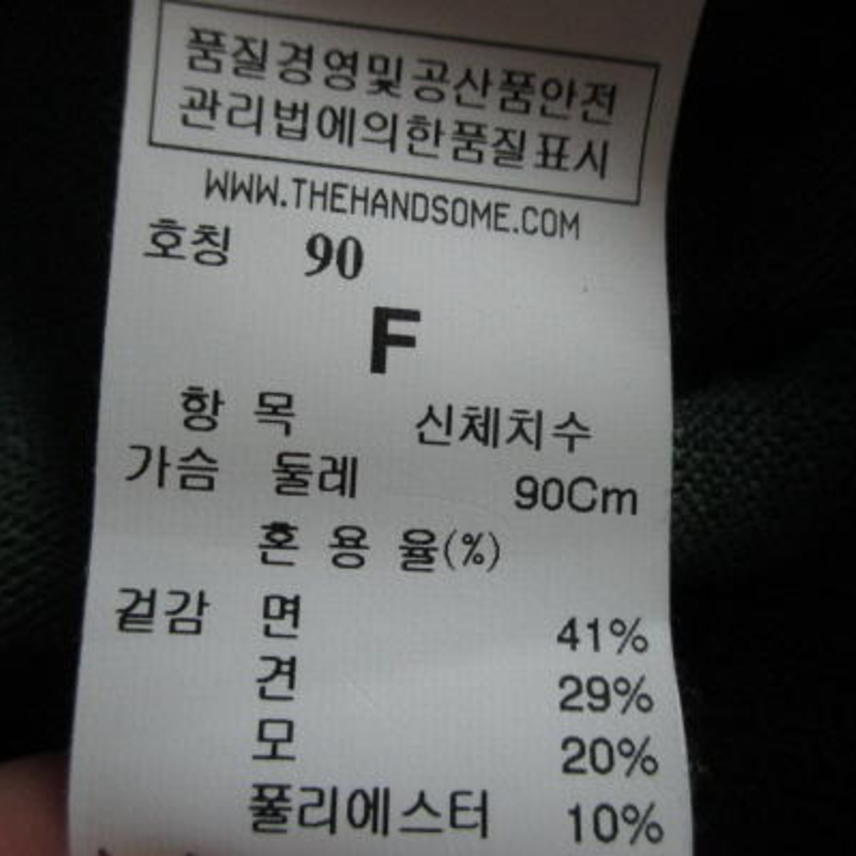 품질경영및공산품안전
관리법에의한품질표시
WWW.THEHANDSOME.COM
호칭 90
F
항 목 신체치수
가슴 둘레 90Cm
혼 용 율(%)
겉감 면 41%
견 29%
모 20%
폴리에스터 10%